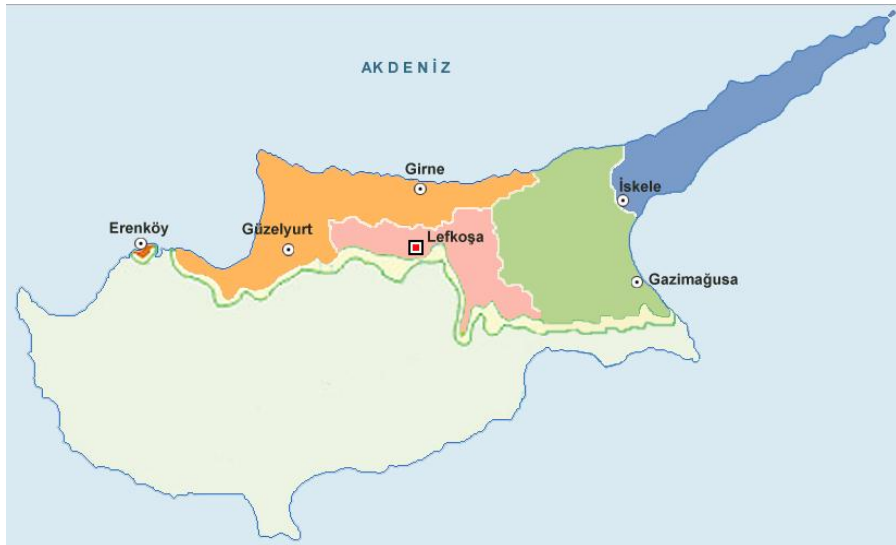 AKDENİZ
Girne
İskele
Erenköy
Güzelyurt
Lefkoşa
Gazimağusa